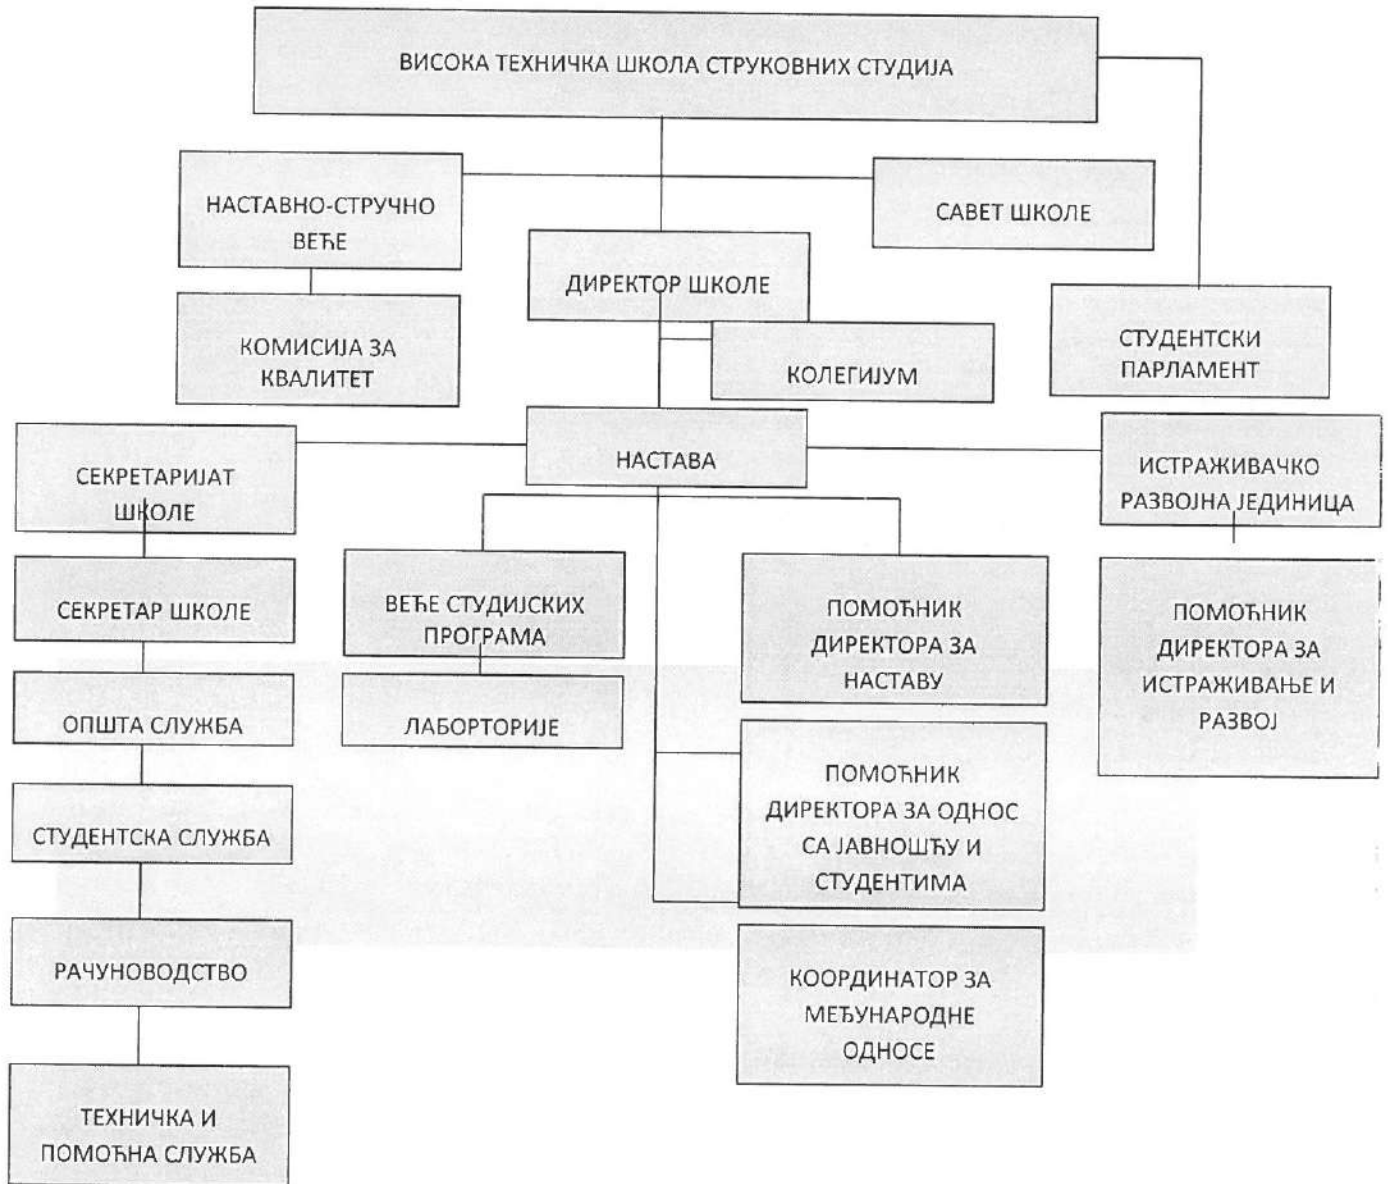 ВИСОКА ТЕХНИЧКА ШКОЛА СТРУКОВНИХ СТУДИЈА
НАСТАВНО-СТРУЧНО
ВЕЋЕ
САВЕТ ШКОЛЕ
ДИРЕКТОР ШКОЛЕ
КОМИСИЈА ЗА
КВАЛИТЕТ
КОЛЕГИЈУМ
СТУДЕНТСКИ
ПАРЛАМЕНТ
СЕКРЕТАРИЈАТ
ШКОЛЕ
НАСТАВА
ИСТРАЖИВАЧКО
РАЗВОЈНА ЈЕДИНИЦА
СЕКРЕТАР ШКОЛЕ
ВЕЋЕ СТУДИЈСКИХ
ПРОГРАМА
ПОМОЋНИК
ДИРЕКТОРА ЗА
НАСТАВУ
ПОМОЋНИК
ДИРЕКТОРА ЗА
ИСТРАЖИВАЊЕ И
РАЗВОЈ
ОПШТА СЛУЖБА
ЛАБОРТОРИЈЕ
ПОМОЋНИК
ДИРЕКТОРА ЗА ОДНОС
СА ЈАВНОШЋУ И
СТУДЕНТИМА
СТУДЕНТСКА СЛУЖБА
РАЧУНОВОДСТВО
КООРДИНАТОР ЗА
МЕЂУНАРОДНЕ
ОДНОСЕ
ТЕХНИЧКА И
ПОМОЋНА СЛУЖБА